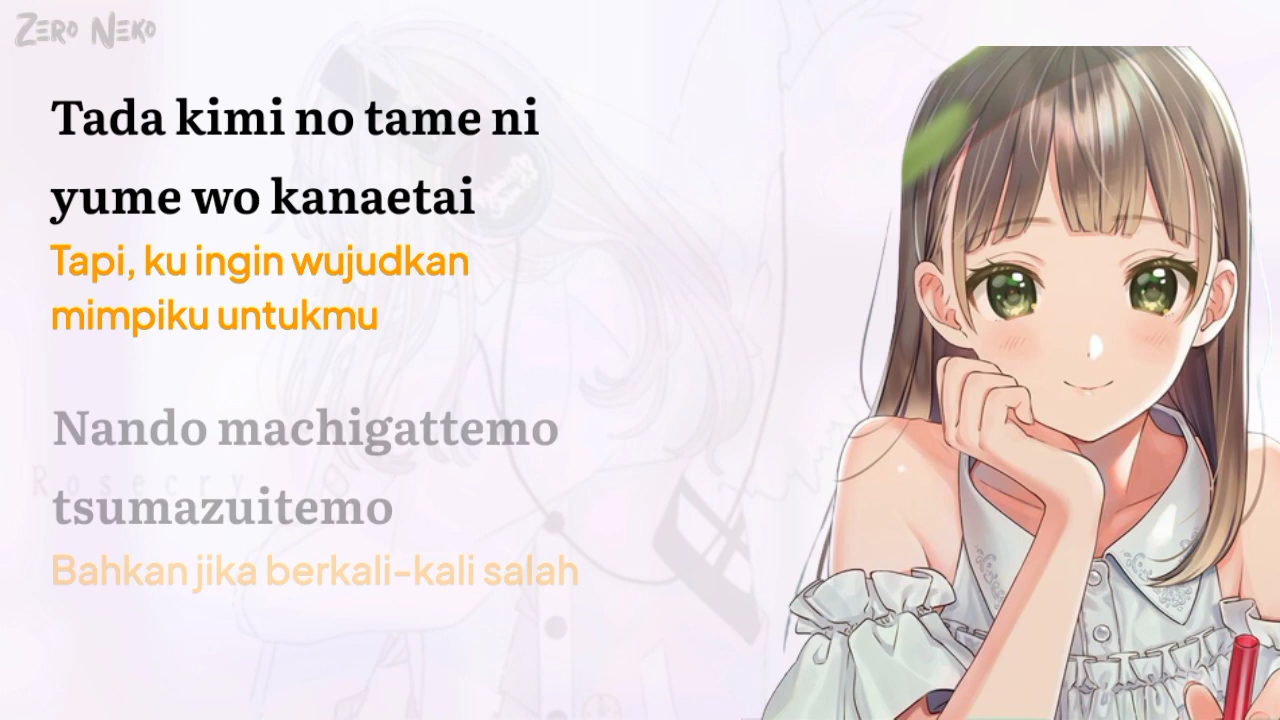 Zero Neko
Tada kimi no tame ni
yume wo kanaetai
Tapi, ku ingin wujudkan
mimpiku untukmu
Nando machigattemo
Rosecry
tsumazuitemo
Bahkan jika berkali-kali salah